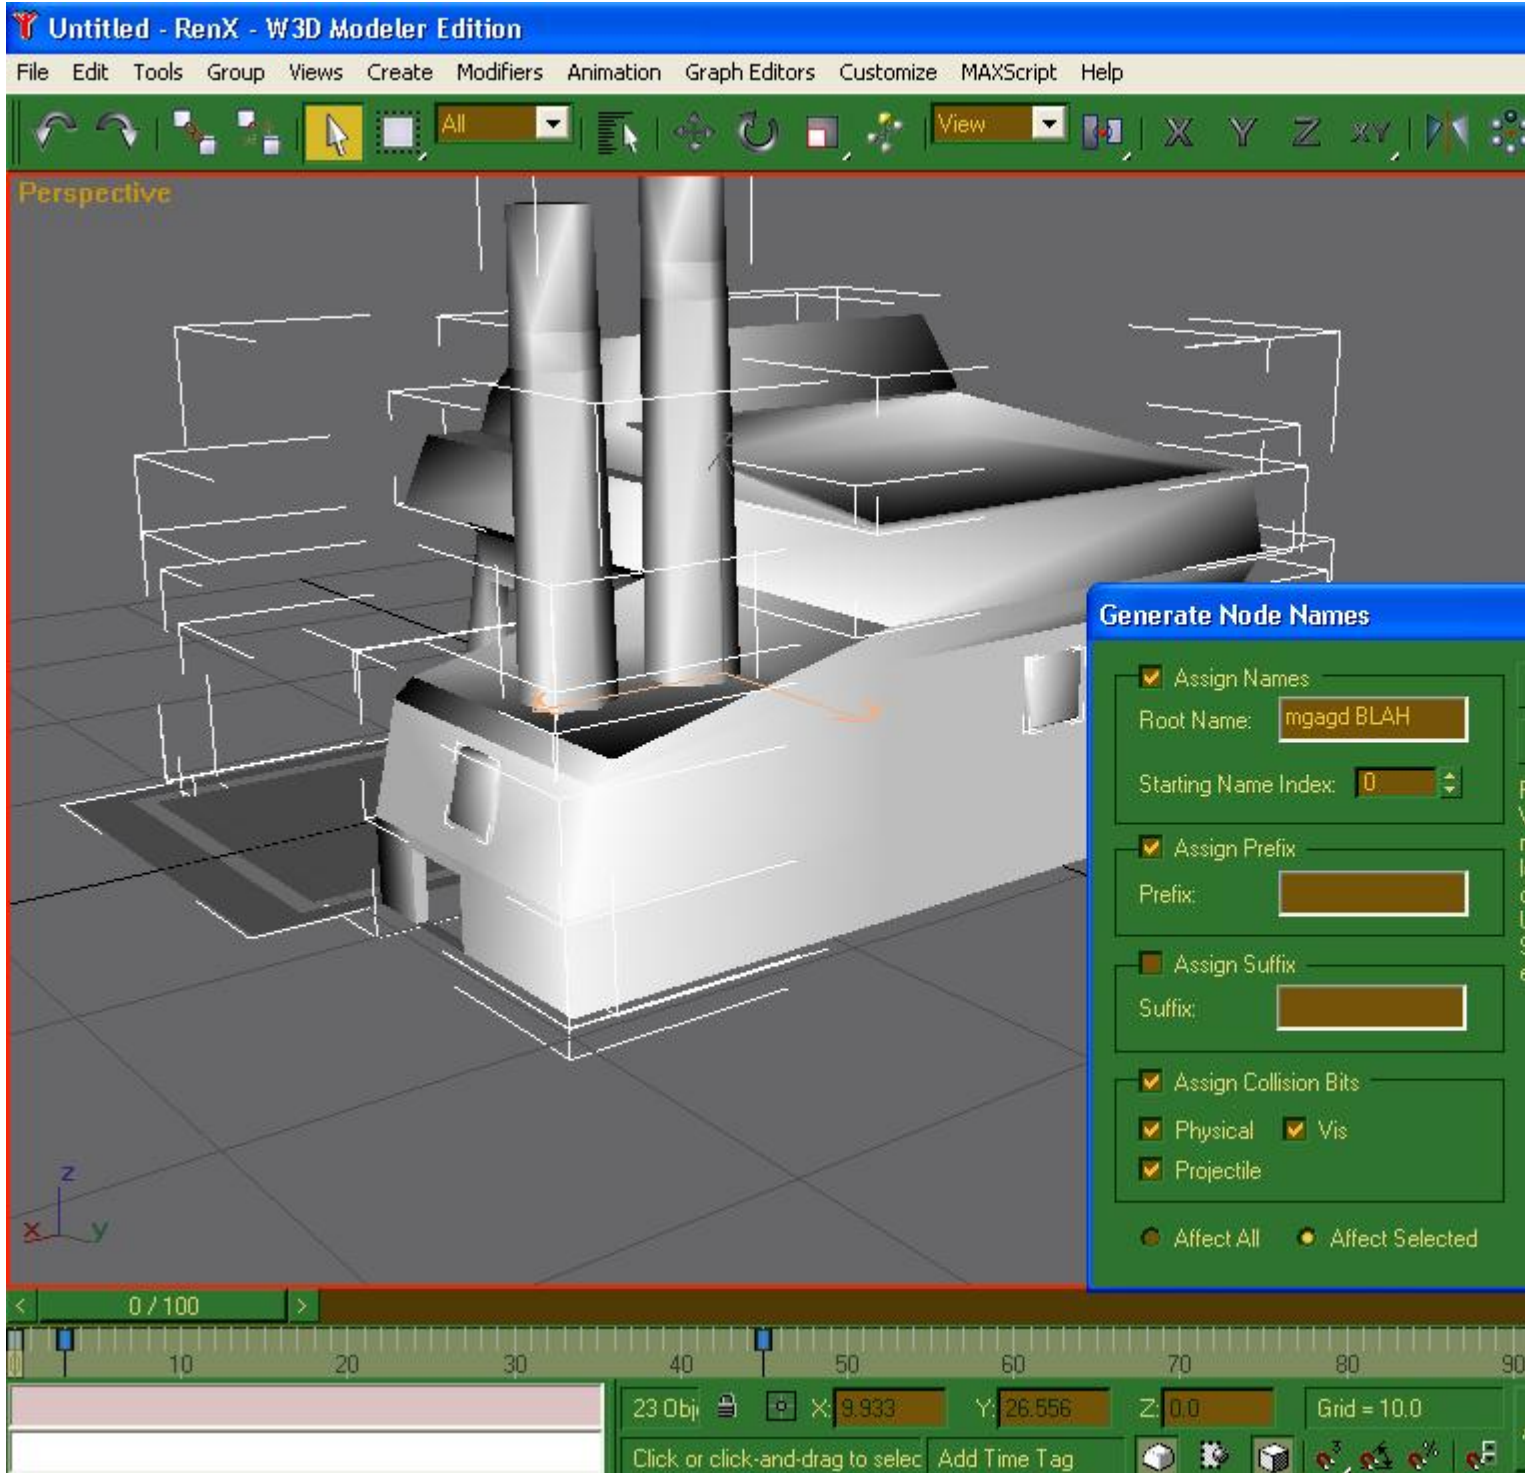 Untitled - RenX - W3D Modeler Edition
File Edit Tools Group Views Create Modifiers Animation Graph Editors Customize MAXScript Help
All View X Y Z XY
Perspective
Generate Node Names
Assign Names
Root Name: mgagd BLAH
Starting Name Index: 0
Assign Prefix
Prefix:
Assign Suffix
Suffix:
Assign Collision Bits
Physical Vis
Projectile
Affect All Affect Selected
z
x y
< 0 / 100 >
0 10 20 30 40 50 60 70 80 90
23 Obj X: 9.933 Y: 26.556 Z: 0.0 Grid = 10.0
Click or click-and-drag to selec Add Time Tag